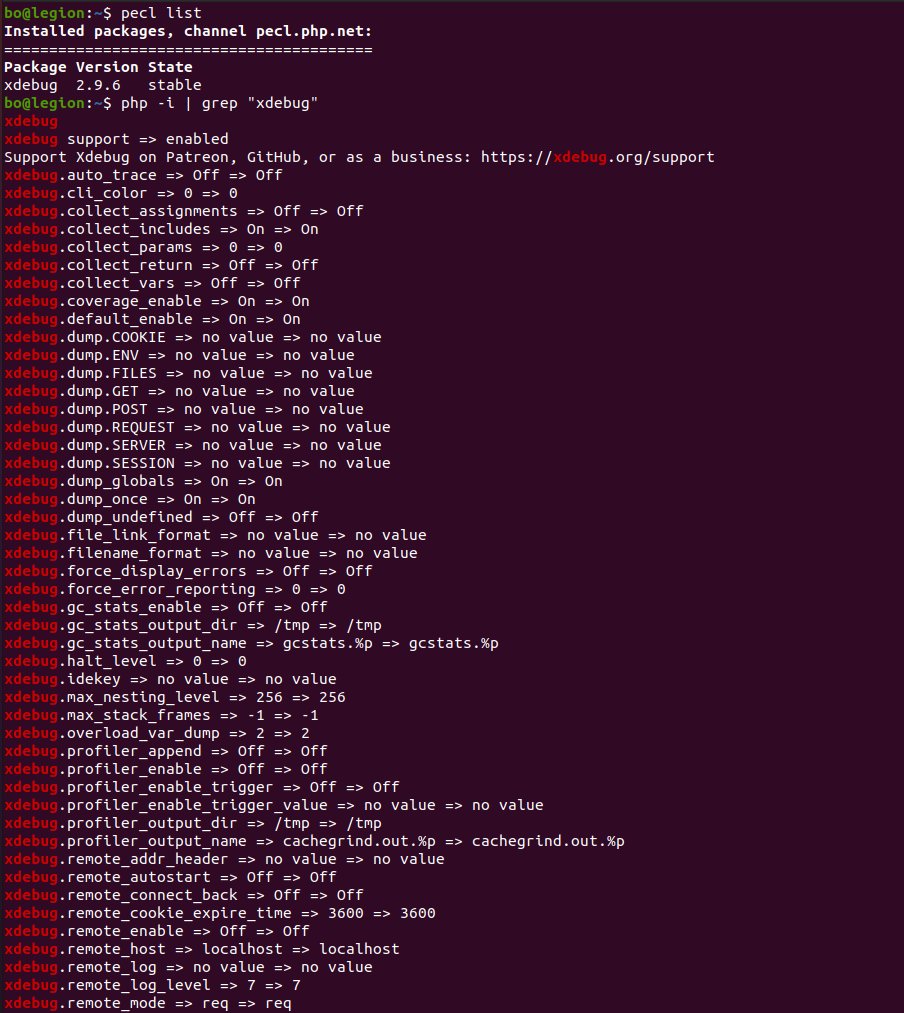 bo@legion:~$ pecl list
Installed packages, channel pecl.php.net:
=========================================
Package Version State
xdebug  2.9.6   stable
bo@legion:~$ php -i | grep "xdebug"
xdebug
xdebug support => enabled
Support Xdebug on Patreon, GitHub, or as a business: https://xdebug.org/support
xdebug.auto_trace => Off => Off
xdebug.cli_color => 0 => 0
xdebug.collect_assignments => Off => Off
xdebug.collect_includes => On => On
xdebug.collect_params => 0 => 0
xdebug.collect_return => Off => Off
xdebug.collect_vars => Off => Off
xdebug.coverage_enable => On => On
xdebug.default_enable => On => On
xdebug.dump.COOKIE => no value => no value
xdebug.dump.ENV => no value => no value
xdebug.dump.FILES => no value => no value
xdebug.dump.GET => no value => no value
xdebug.dump.POST => no value => no value
xdebug.dump.REQUEST => no value => no value
xdebug.dump.SERVER => no value => no value
xdebug.dump.SESSION => no value => no value
xdebug.dump_globals => On => On
xdebug.dump_once => On => On
xdebug.dump_undefined => Off => Off
xdebug.file_link_format => no value => no value
xdebug.filename_format => no value => no value
xdebug.force_display_errors => Off => Off
xdebug.force_error_reporting => 0 => 0
xdebug.gc_stats_enable => Off => Off
xdebug.gc_stats_output_dir => /tmp => /tmp
xdebug.gc_stats_output_name => gcstats.%p => gcstats.%p
xdebug.halt_level => 0 => 0
xdebug.idekey => no value => no value
xdebug.max_nesting_level => 256 => 256
xdebug.max_stack_frames => -1 => -1
xdebug.overload_var_dump => 2 => 2
xdebug.profiler_append => Off => Off
xdebug.profiler_enable => Off => Off
xdebug.profiler_enable_trigger => Off => Off
xdebug.profiler_enable_trigger_value => no value => no value
xdebug.profiler_output_dir => /tmp => /tmp
xdebug.profiler_output_name => cachegrind.out.%p => cachegrind.out.%p
xdebug.remote_addr_header => no value => no value
xdebug.remote_autostart => Off => Off
xdebug.remote_connect_back => Off => Off
xdebug.remote_cookie_expire_time => 3600 => 3600
xdebug.remote_enable => Off => Off
xdebug.remote_host => localhost => localhost
xdebug.remote_log => no value => no value
xdebug.remote_log_level => 7 => 7
xdebug.remote_mode => req => req